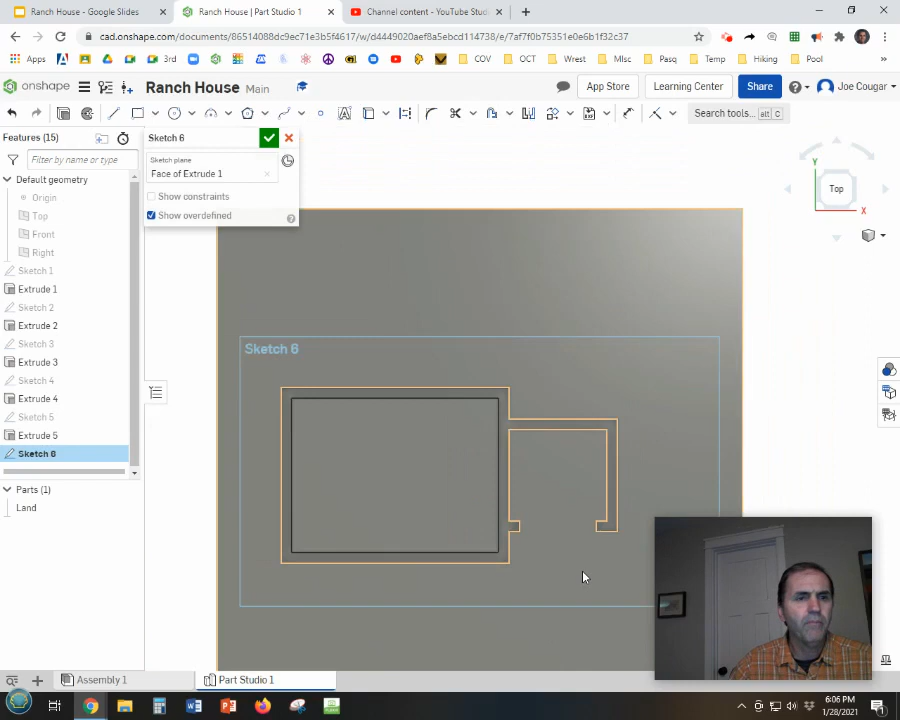 Ranch House - Google Slides
Ranch House | Part Studio 1
Channel content - YouTube Studi
cad.onshape.com/documents/86514088dc9ec71e3b5f4617/w/d4449020aef8a5ebcd114738/e/7af7f0b75351e0e6b1f32c37
Apps
3rd
COV
OCT
Wrest
MIsc
Pasq
Temp
Hiking
Pool
onshape
Ranch House Main
App Store
Learning Center
Share
Joe Cougar
Search tools...
alt C
Features (15)
Filter by name or type
Default geometry
Origin
Top
Front
Right
Sketch 1
Extrude 1
Sketch 2
Extrude 2
Sketch 3
Extrude 3
Sketch 4
Extrude 4
Sketch 5
Extrude 5
Sketch 6
Parts (1)
Land
Sketch 6
Sketch plane
Face of Extrude 1
Show constraints
Show overdefined
Sketch 6
Y
Top
X
Assembly 1
Part Studio 1
6:06 PM
1/28/2021